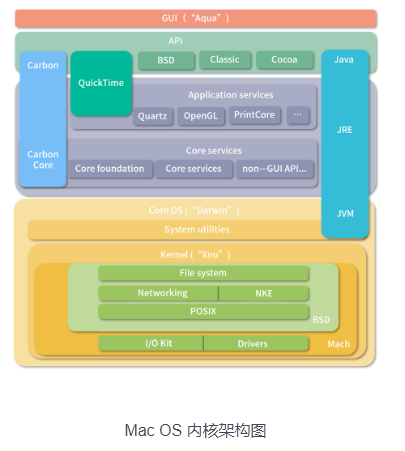 GUI（“Aqua”）
API
Carbon
QuickTime
BSD
Classic
Cocoa
Java
Application services
Quartz
OpenGL
PrintCore
...
JRE
Core services
Carbon
Core
Core foundation
Core services
non—GUI API...
Core OS（“Darwin”）
JVM
System utilities
Kernel（“Xnu”）
File system
Networking
NKE
POSIX
BSD
I/O Kit
Drivers
Mach
Mac OS 内核架构图